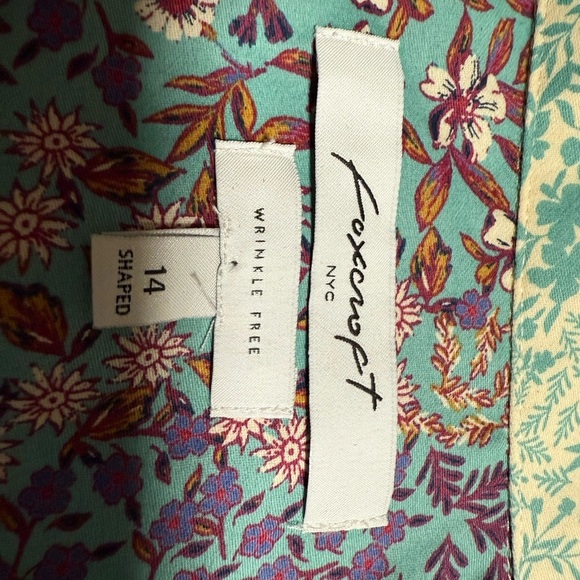 foxcroft
NYC
WRINKLE FREE
14
SHAPED